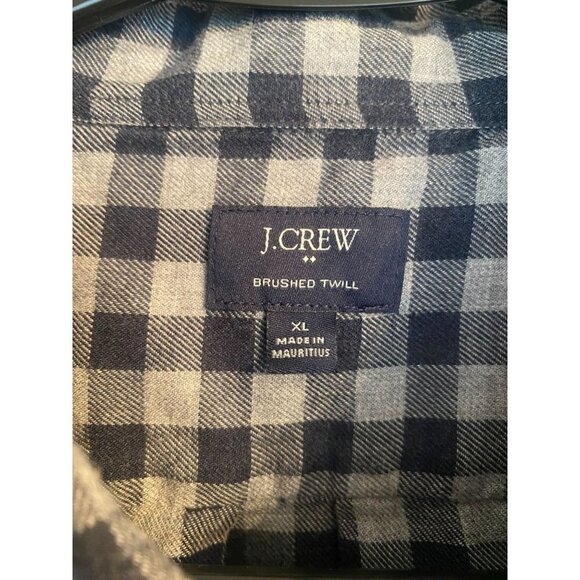 J.CREW
BRUSHED TWILL
XL
MADE IN
MAURITIUS